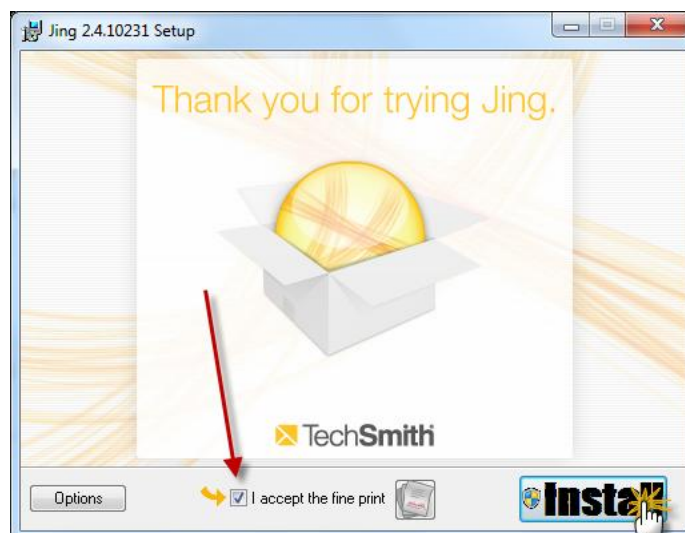 Jing 2.4.10231 Setup
Thank you for trying Jing.
TechSmith
Options
I accept the fine print
Install